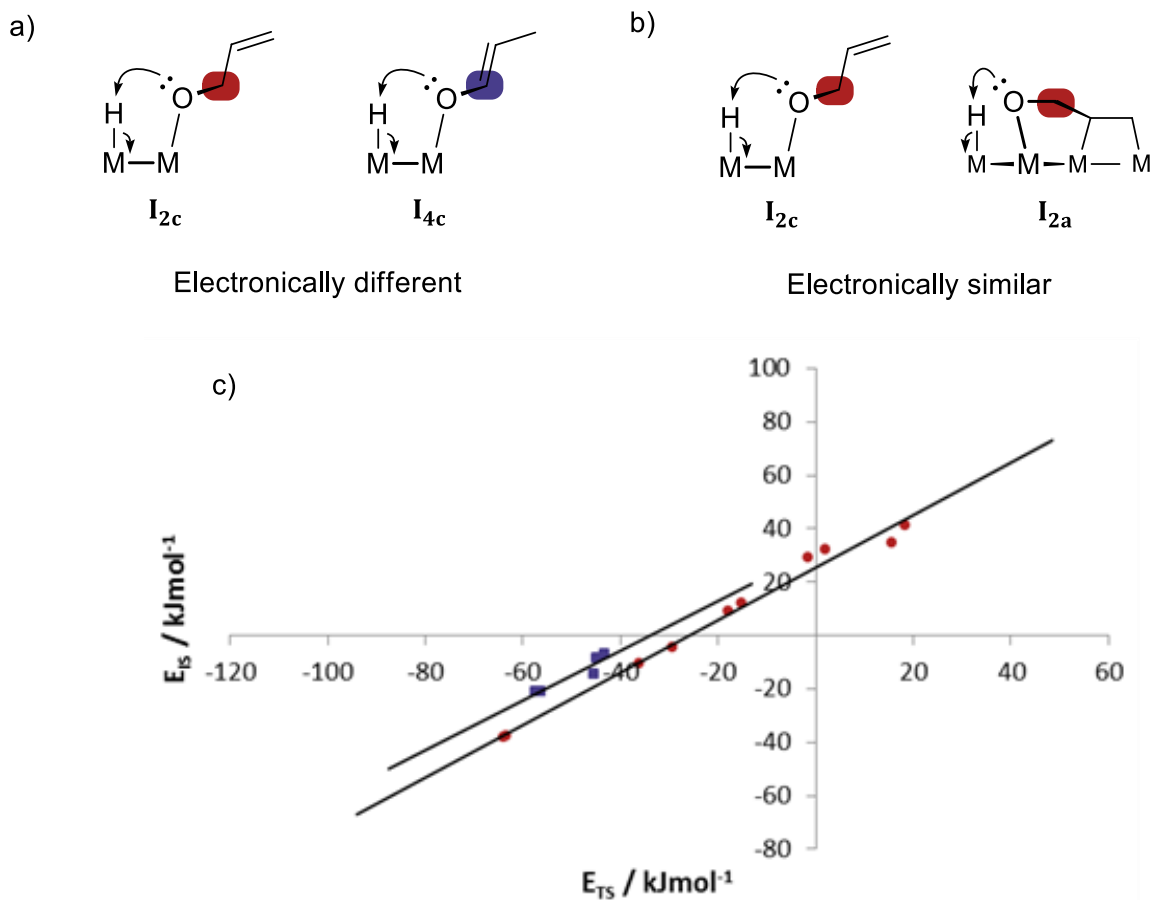 a)
b)
H
O
M
M
I2c
H
O
M
M
I4c
H
O
M
M
I2c
H
O
M
M
M
M
I2a
Electronically different
Electronically similar
c)
100
80
60
40
20
-120
-100
-80
-60
-40
-20
20
40
60
-20
-40
-60
-80
EIS / kJmol-1
ETS / kJmol-1